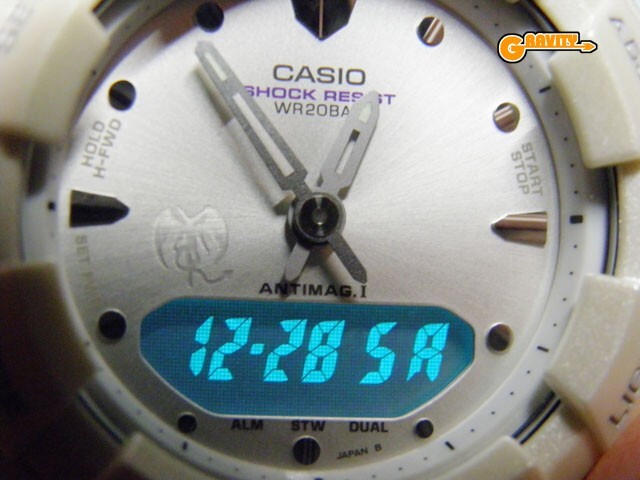 GRAVITY
CASIO
SHOCK RESIST
WR20BAR
HOLD
H-FWD
START
STOP
ANTIMAG.I
12-28 SA
ALM STW DUAL
JAPAN B